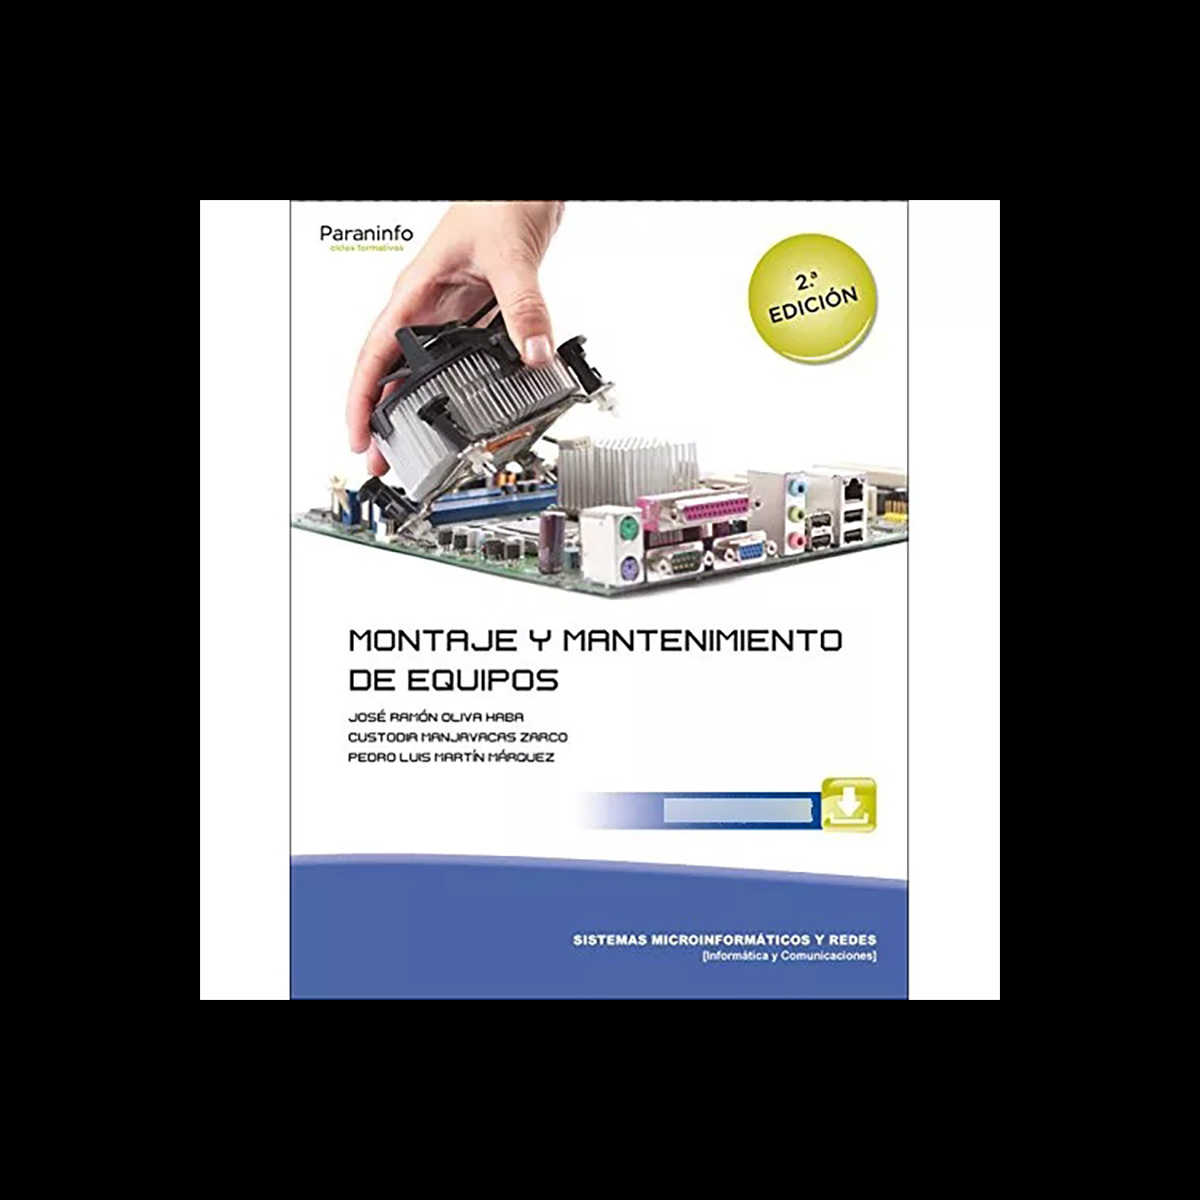 Paraninfo
ciclos formativos
2.ª
EDICIÓN
MONTAJE Y MANTENIMIENTO
DE EQUIPOS
JOSÉ RAMÓN OLIVA HABA
CUSTODIA MANJAVACAS ZARCO
PEDRO LUIS MARTÍN MÁRQUEZ
SISTEMAS MICROINFORMÁTICOS Y REDES
[Informática y Comunicaciones]